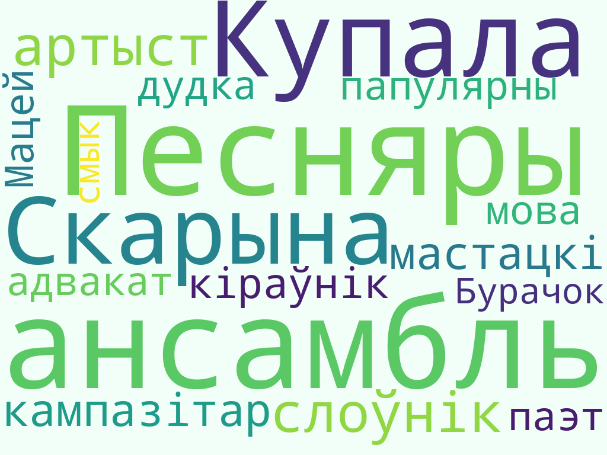 артыст Купала
Мацей дудка папулярны
Песняры
смык
мова
Скарына
мастацкі
адвакат кіраўнік Бурачок
ансамбль
кампазітар слоўнік паэт